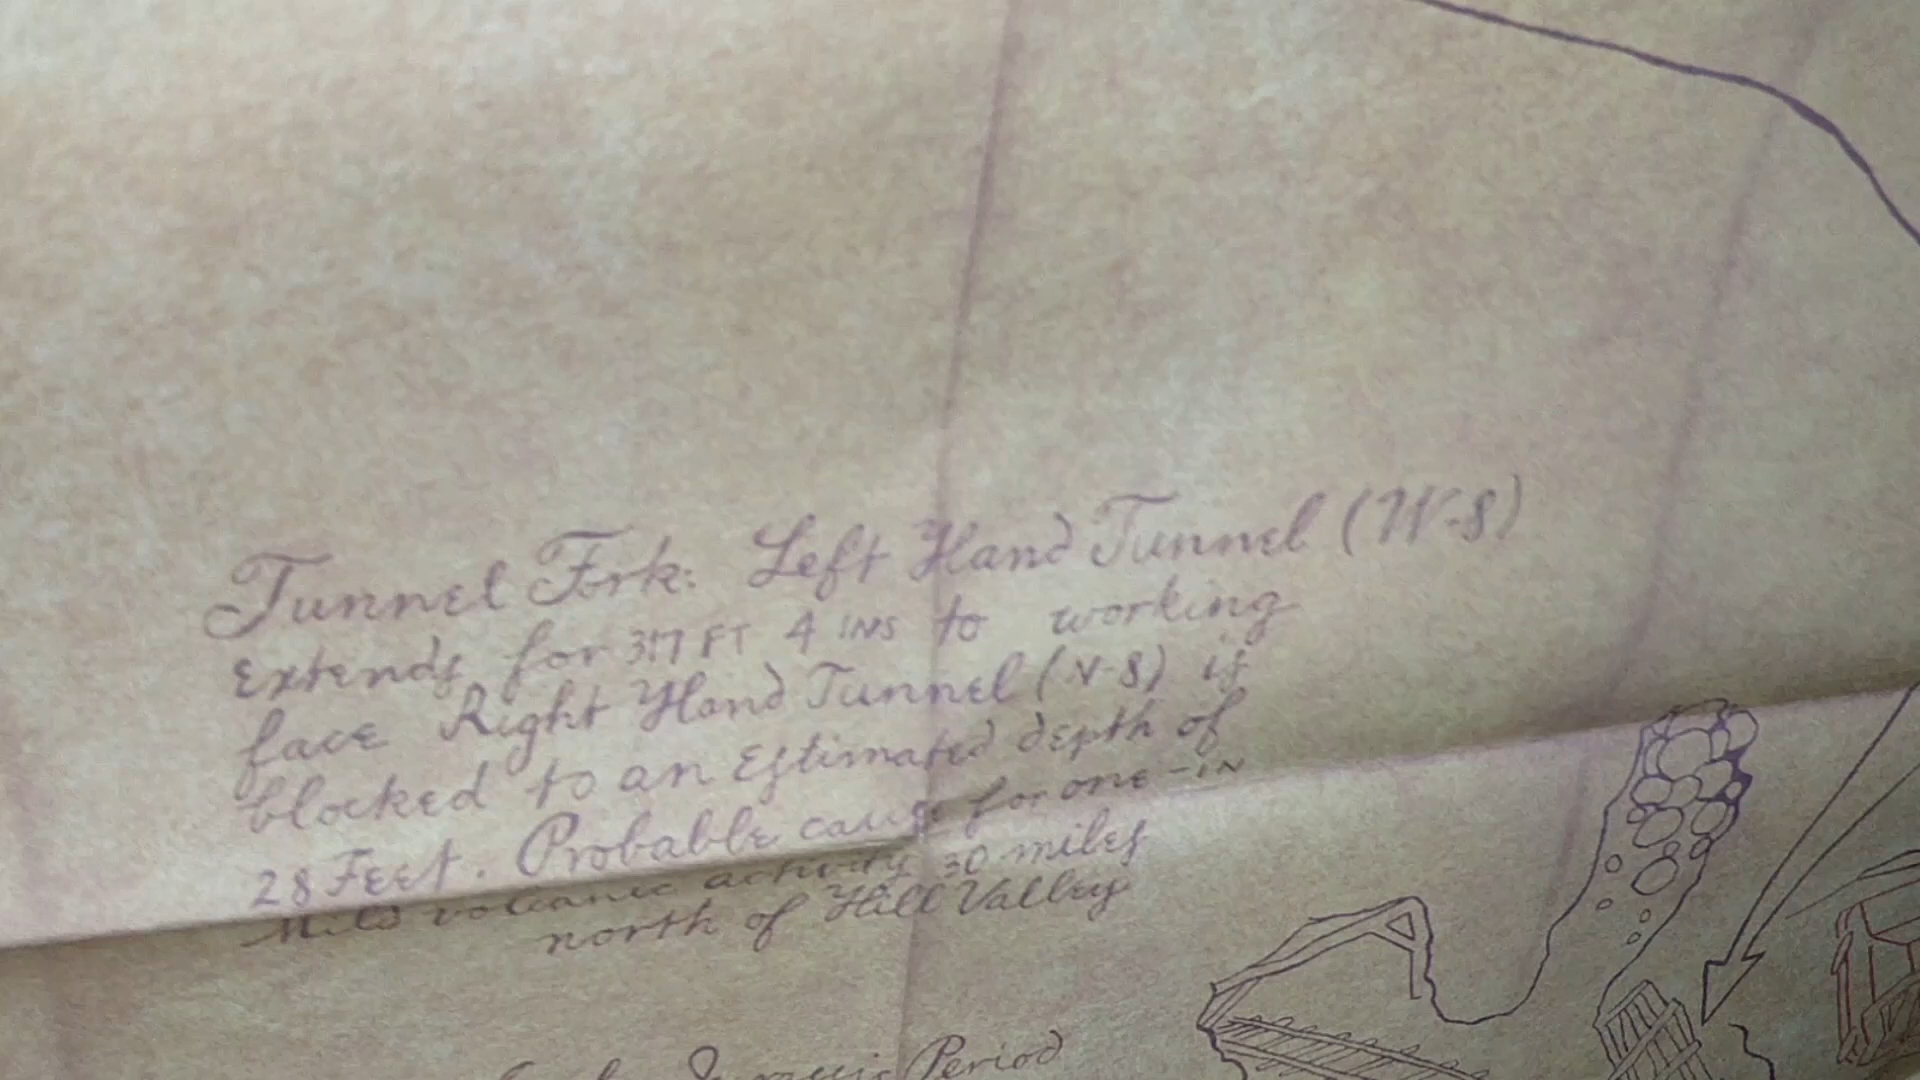 Tunnel Fork: Left Hand Tunnel (W-8)
Extends for 317 FT 4 INS to working
face Right Hand Tunnel (N-8) is
blocked to an Estimated depth of
28 Feet. Probable cause for one-in
Mild volcanic activity 30 miles
north of Hill Valley
Period